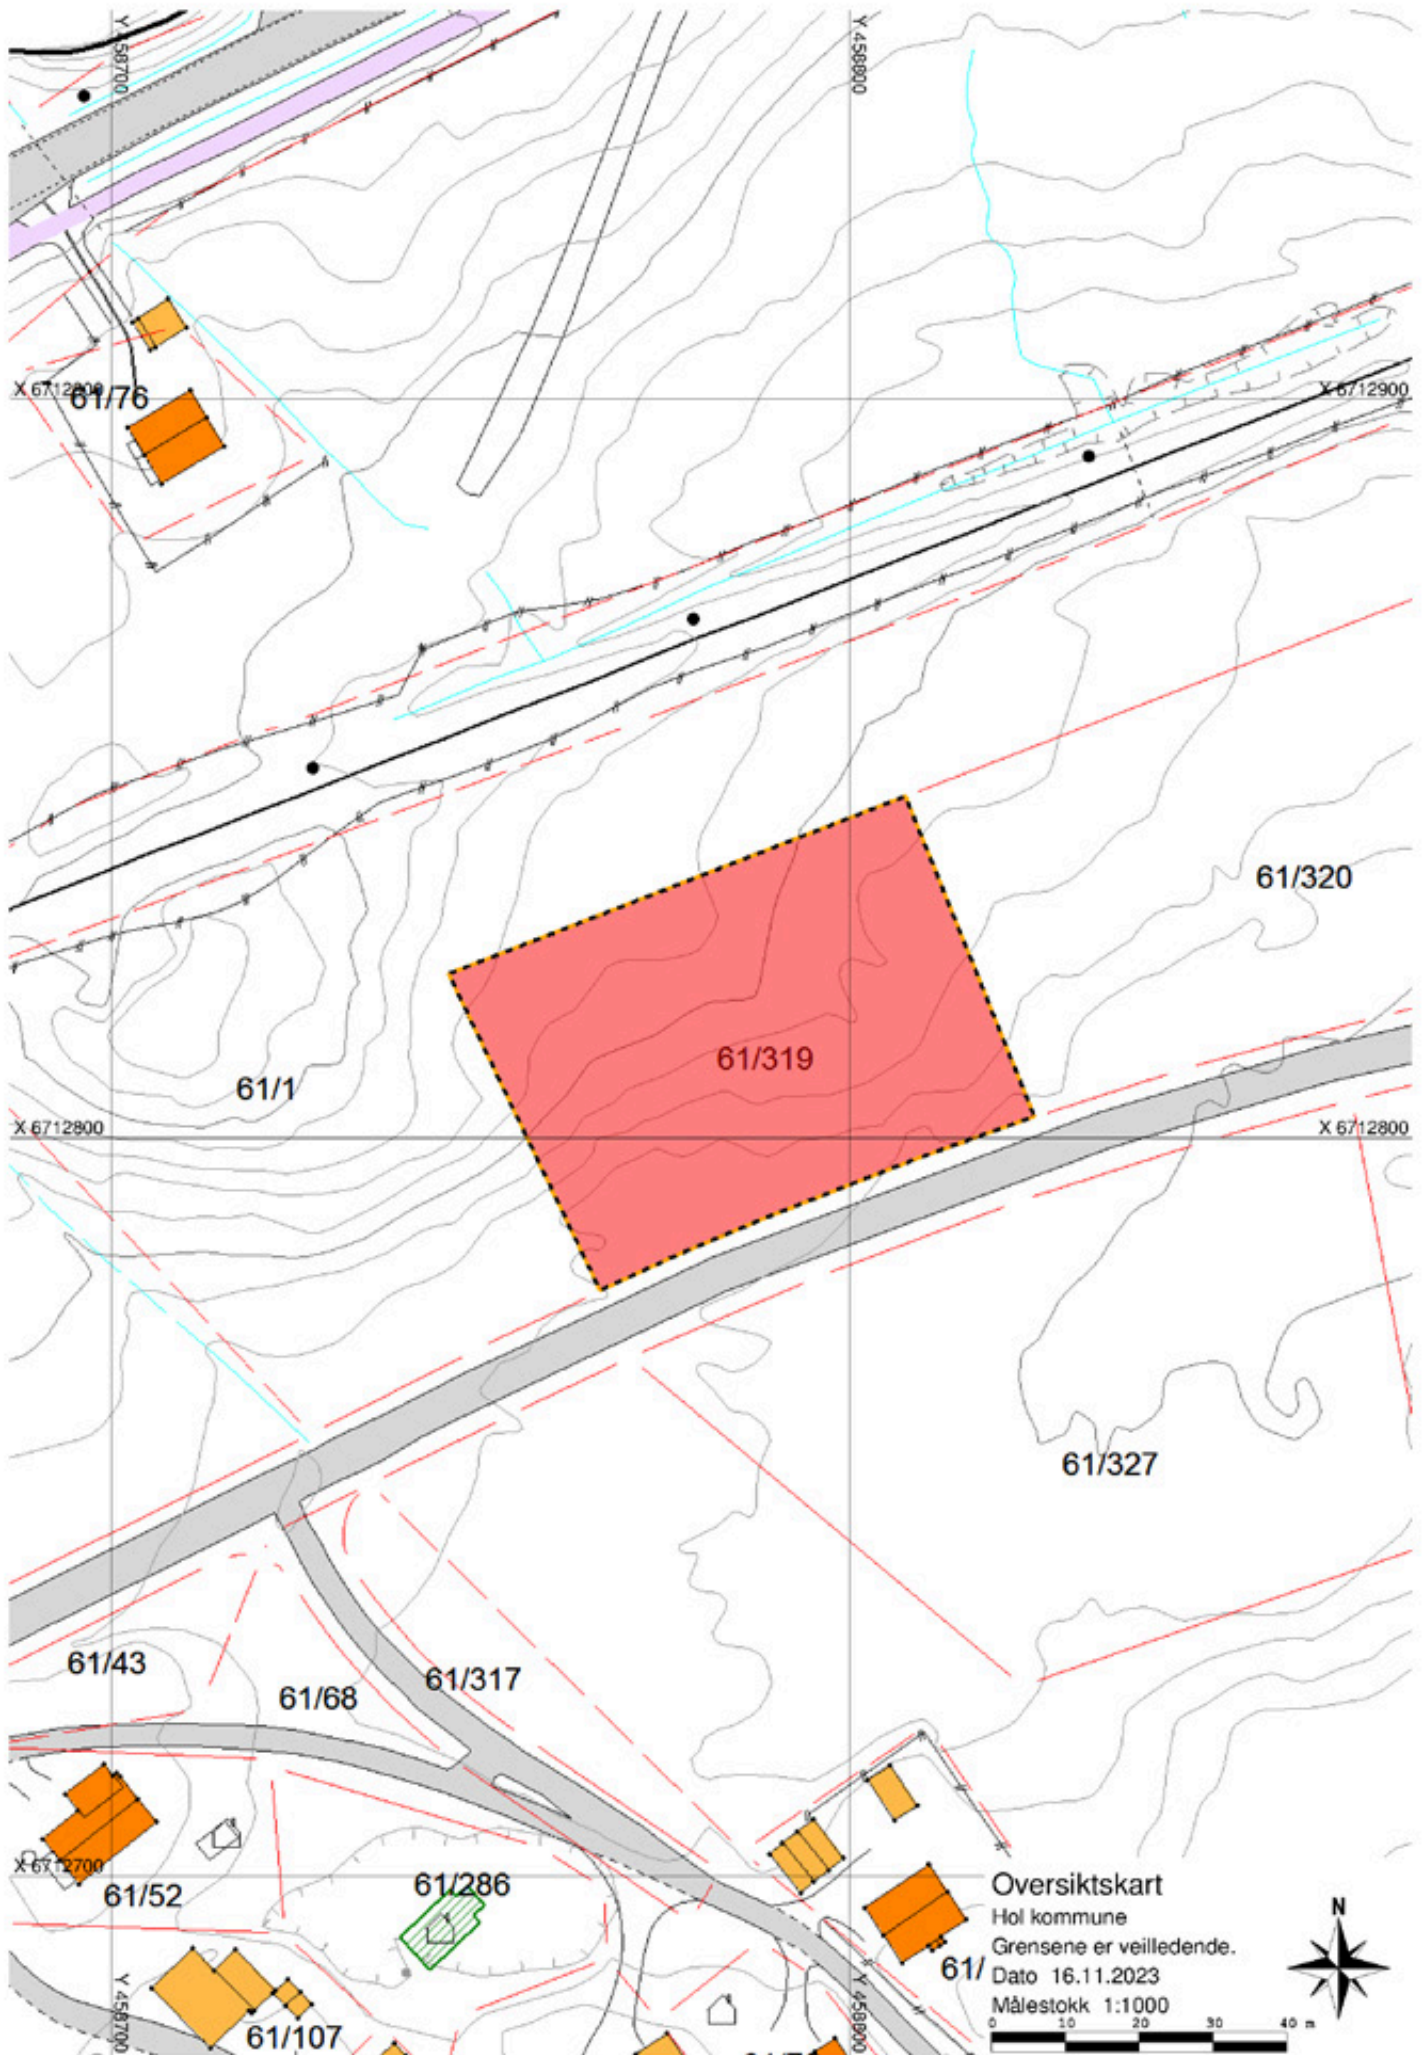 Y 458700
Y 458800
X 6712900
61/76
X 6712900
61/320
61/319
61/1
X 6712800
X 6712800
61/327
61/43
61/68
61/317
X 6712700
61/52
61/286
Oversiktskart
Hol kommune
Grensene er veilledende.
61/
Dato 16.11.2023
Målestokk 1:1000
N
0 10 20 30 40 m
Y 458700
61/107
Y 458800